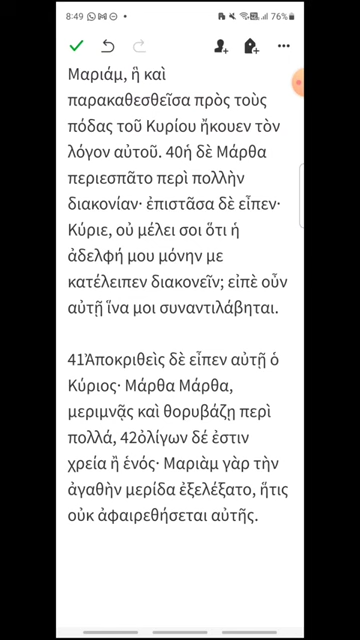 8:49 76%
Μαριάμ, ἣ καὶ
παρακαθεσθεῖσα πρὸς τοὺς
πόδας τοῦ Κυρίου ἤκουεν τὸν
λόγον αὐτοῦ. 40ἡ δὲ Μάρθα
περιεσπᾶτο περὶ πολλὴν
διακονίαν· ἐπιστᾶσα δὲ εἶπεν·
Κύριε, οὐ μέλει σοι ὅτι ἡ
ἀδελφή μου μόνην με
κατέλειπεν διακονεῖν; εἰπὲ οὖν
αὐτῇ ἵνα μοι συναντιλάβηται.
41Ἀποκριθεὶς δὲ εἶπεν αὐτῇ ὁ
Κύριος· Μάρθα Μάρθα,
μεριμνᾷς καὶ θορυβάζῃ περὶ
πολλά, 42ὀλίγων δέ ἐστιν
χρεία ἢ ἑνός· Μαριὰμ γὰρ τὴν
ἀγαθὴν μερίδα ἐξελέξατο, ἥτις
οὐκ ἀφαιρεθήσεται αὐτῆς.